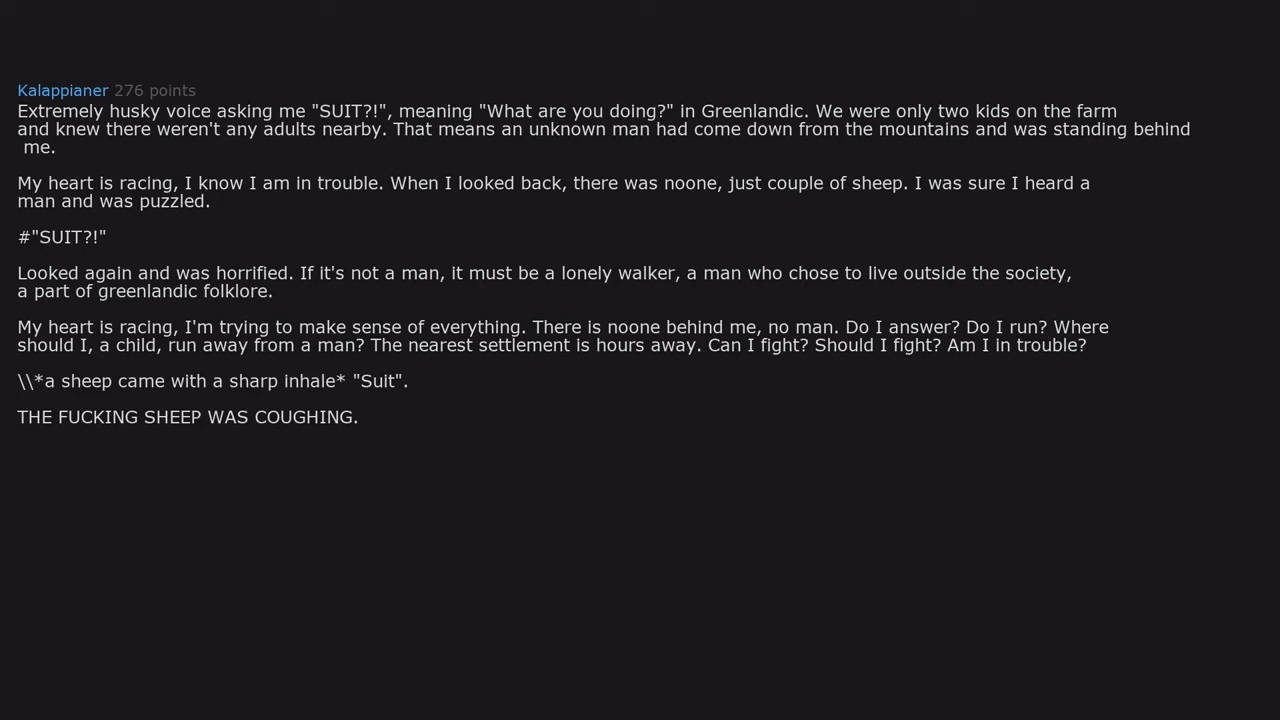 Kalappianer 276 points
Extremely husky voice asking me "SUIT?!", meaning "What are you doing?" in Greenlandic. We were only two kids on the farm
and knew there weren't any adults nearby. That means an unknown man had come down from the mountains and was standing behind
me.
My heart is racing, I know I am in trouble. When I looked back, there was noone, just couple of sheep. I was sure I heard a
man and was puzzled.
#"SUIT?!"
Looked again and was horrified. If it's not a man, it must be a lonely walker, a man who chose to live outside the society,
a part of greenlandic folklore.
My heart is racing, I'm trying to make sense of everything. There is noone behind me, no man. Do I answer? Do I run? Where
should I, a child, run away from a man? The nearest settlement is hours away. Can I fight? Should I fight? Am I in trouble?
\\*a sheep came with a sharp inhale* "Suit".
THE FUCKING SHEEP WAS COUGHING.